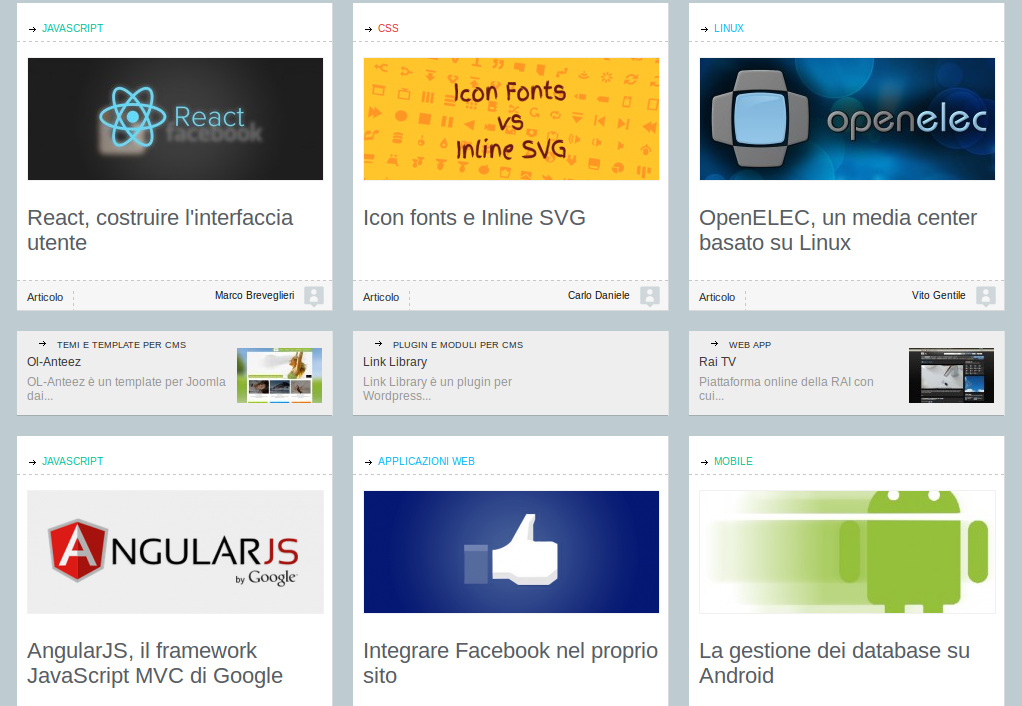 JAVASCRIPT
React
facebook
React, costruire l'interfaccia
utente
Articolo
Marco Breveglieri
CSS
Icon Fonts
vs
Inline SVG
Icon fonts e Inline SVG
Articolo
Carlo Daniele
LINUX
openelec
OpenELEC, un media center
basato su Linux
Articolo
Vito Gentile
TEMI E TEMPLATE PER CMS
Ol-Anteez
OL-Anteez è un template per Joomla
dai...
PLUGIN E MODULI PER CMS
Link Library
Link Library è un plugin per
Wordpress...
WEB APP
Rai TV
Piattaforma online della RAI con
cui...
JAVASCRIPT
ANGULARJS
by Google
AngularJS, il framework
JavaScript MVC di Google
APPLICAZIONI WEB
Integrare Facebook nel proprio
sito
MOBILE
La gestione dei database su
Android